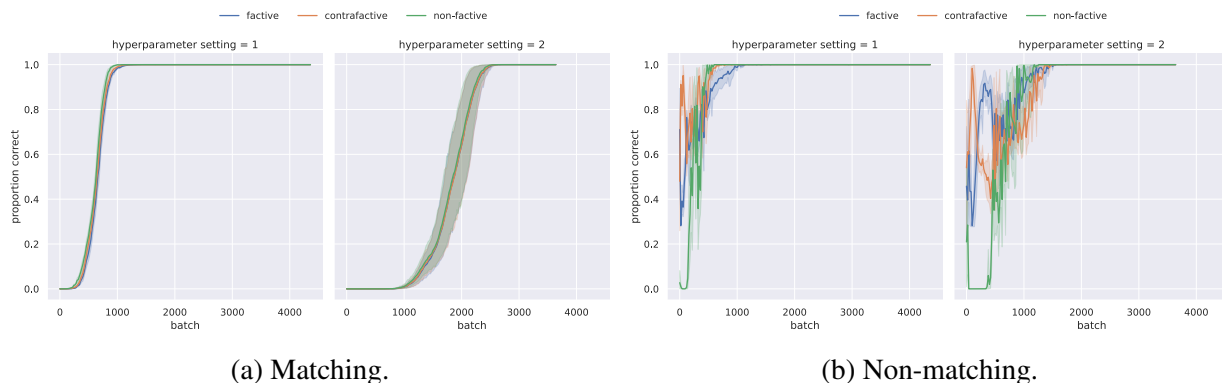 factive contrafactive non-factive
hyperparameter setting = 1
hyperparameter setting = 2
proportion correct
1.0
0.8
0.6
0.4
0.2
0.0
0 1000 2000 3000 4000
0 1000 2000 3000 4000
batch
batch
(a) Matching.
factive contrafactive non-factive
hyperparameter setting = 1
hyperparameter setting = 2
proportion correct
1.0
0.8
0.6
0.4
0.2
0.0
0 1000 2000 3000 4000
0 1000 2000 3000 4000
batch
batch
(b) Non-matching.